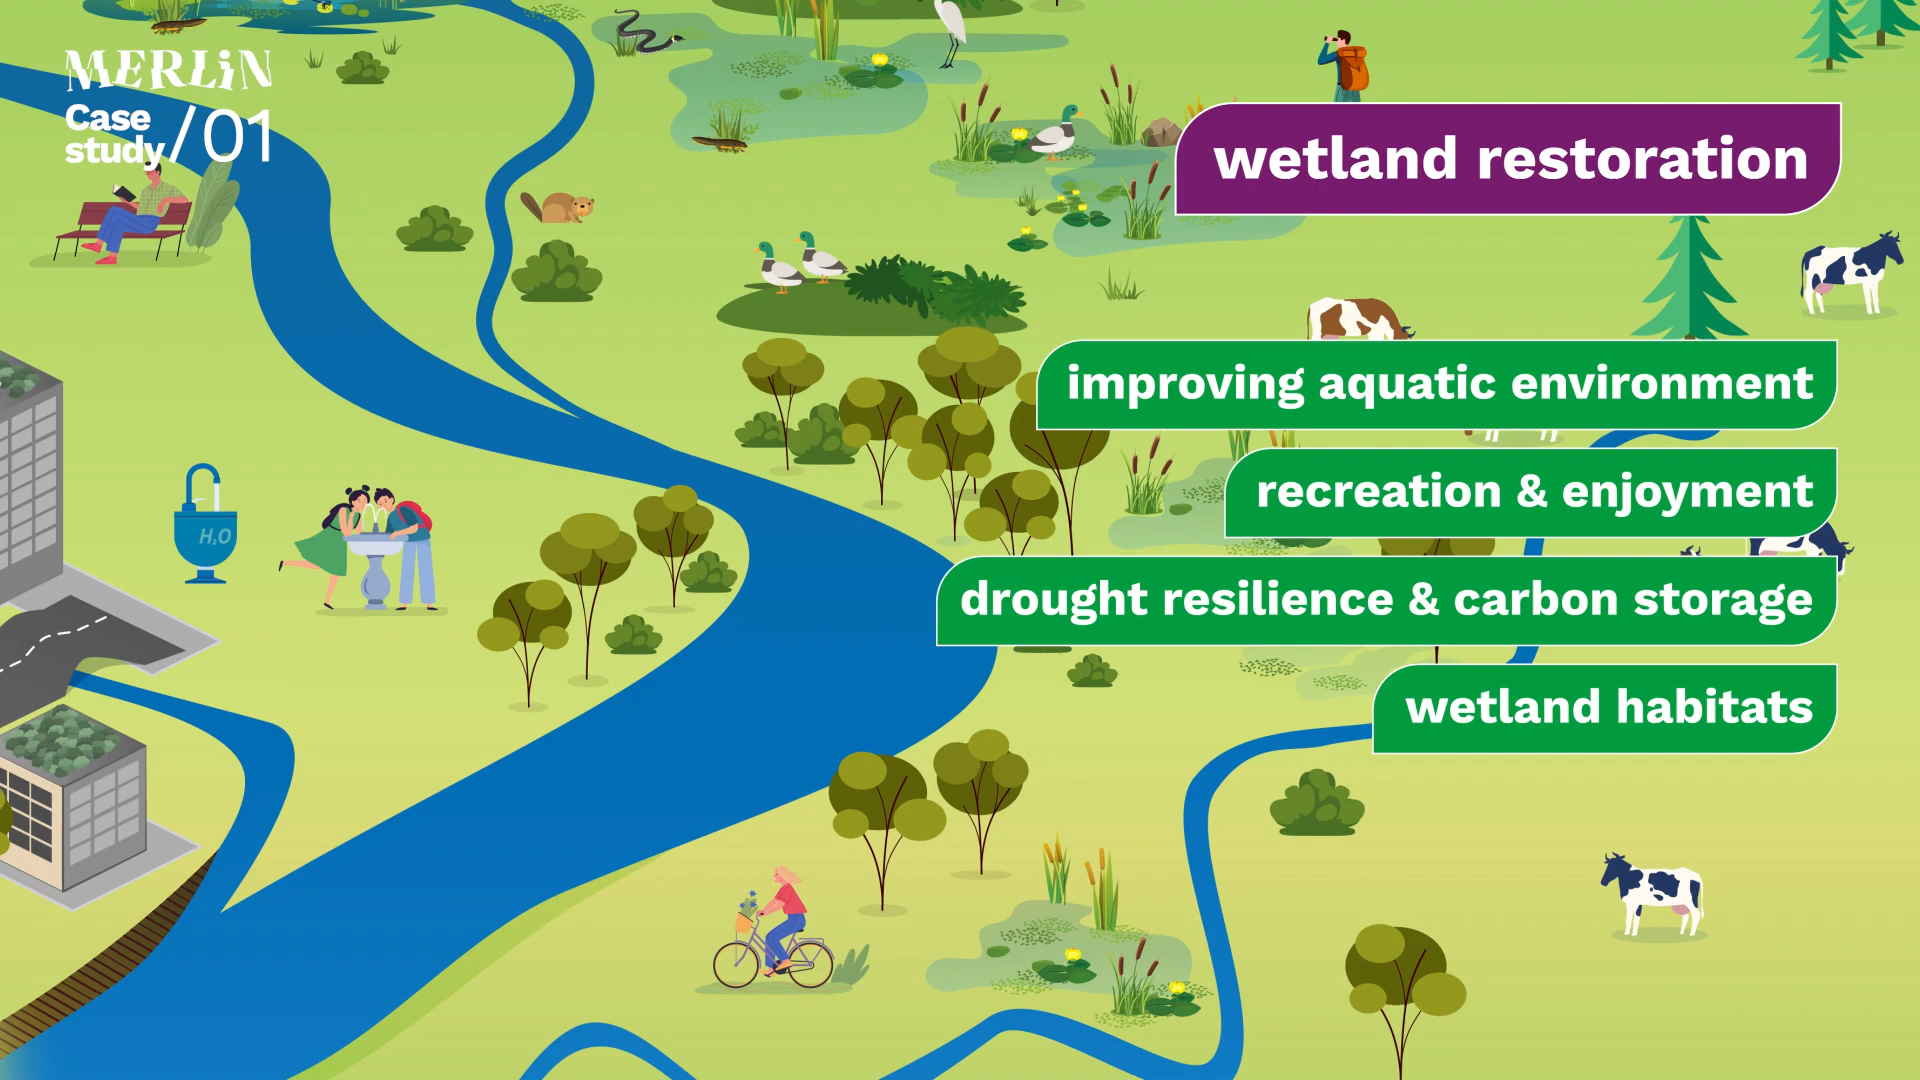 MERLiN
Case
study/01
wetland restoration
improving aquatic environment
recreation & enjoyment
drought resilience & carbon storage
wetland habitats
H₂O